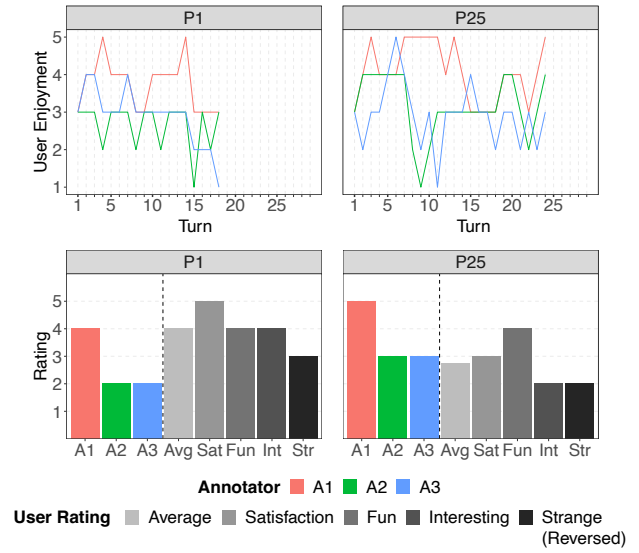 P1 P25
User Enjoyment
5
4
3
2
1
1 5 10 15 20 25 1 5 10 15 20 25
Turn Turn
P1 P25
Rating
5
4
3
2
1
A1 A2 A3 Avg Sat Fun Int Str A1 A2 A3 Avg Sat Fun Int Str
Annotator A1 A2 A3
User Rating Average Satisfaction Fun Interesting Strange
(Reversed)